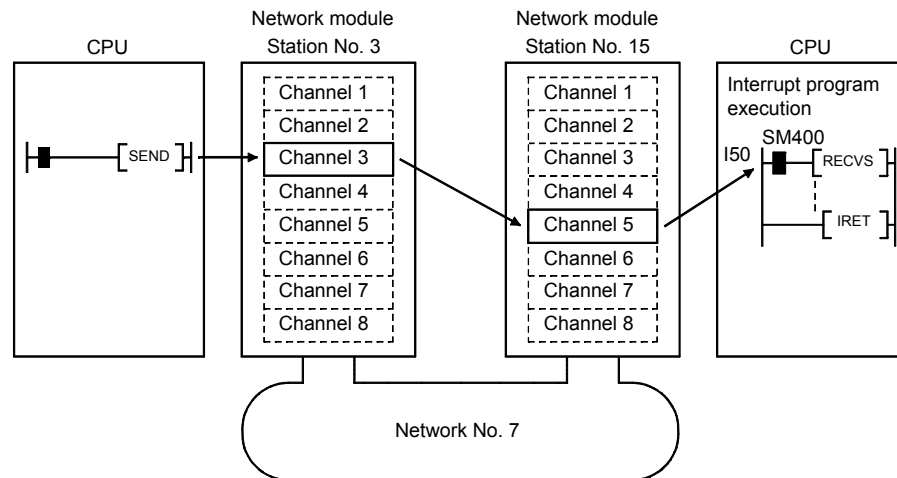 CPU
SEND
Network module
Station No. 3
Channel 1
Channel 2
Channel 3
Channel 4
Channel 5
Channel 6
Channel 7
Channel 8
Network module
Station No. 15
Channel 1
Channel 2
Channel 3
Channel 4
Channel 5
Channel 6
Channel 7
Channel 8
CPU
Interrupt program
execution
SM400
I50
RECVS
IRET
Network No. 7